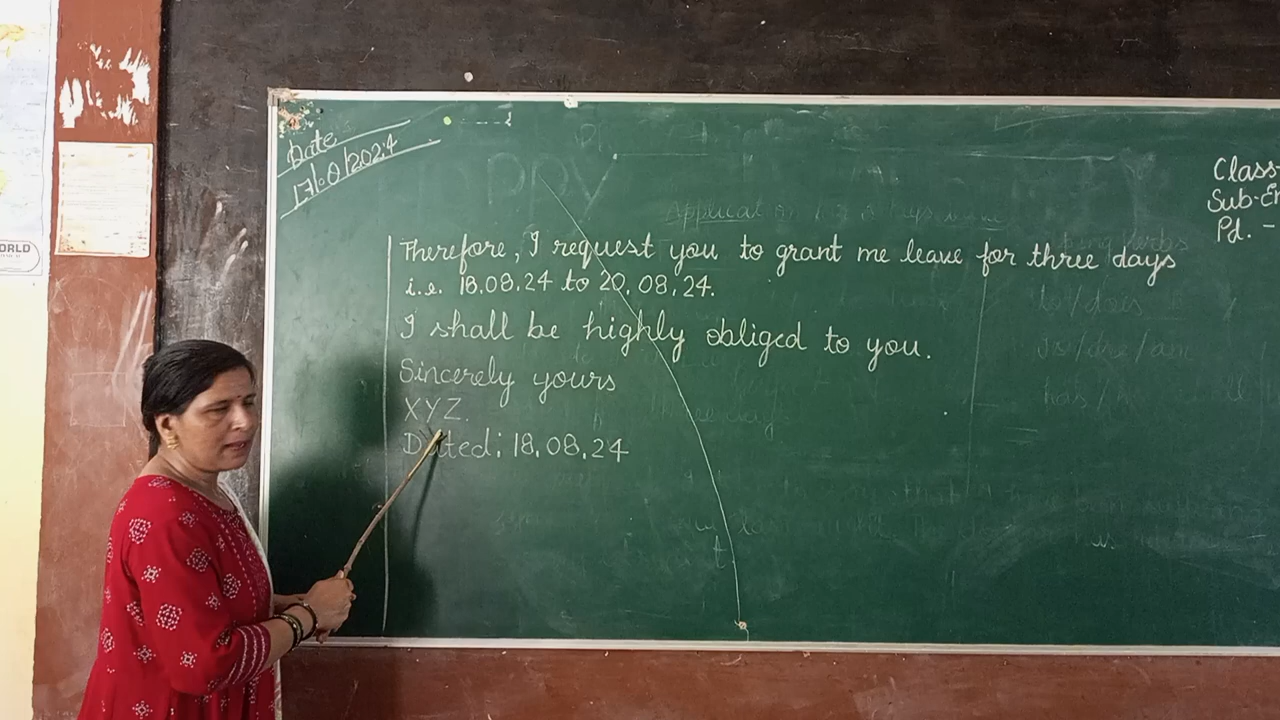 Date
17/08/2024
Class-
Sub-En
Pd. -
Therefore, I request you to grant me leave for three days
i.e. 18.08.24 to 20.08.24.
I shall be highly obliged to you.
Sincerely yours
XYZ.
Dated: 18.08.24
ORLD